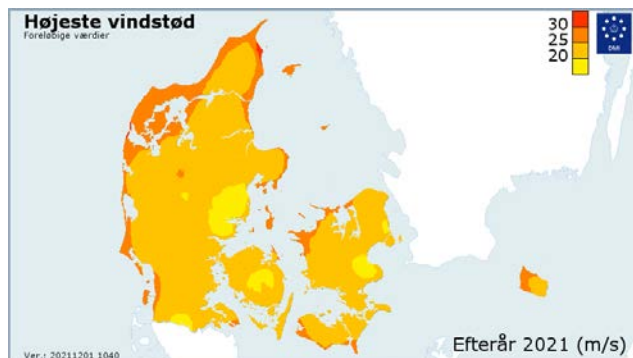 Højeste vindstød
Foreløbige værdier
30
25
20
DMI
Efterår 2021 (m/s)
Ver.: 20211201 1040